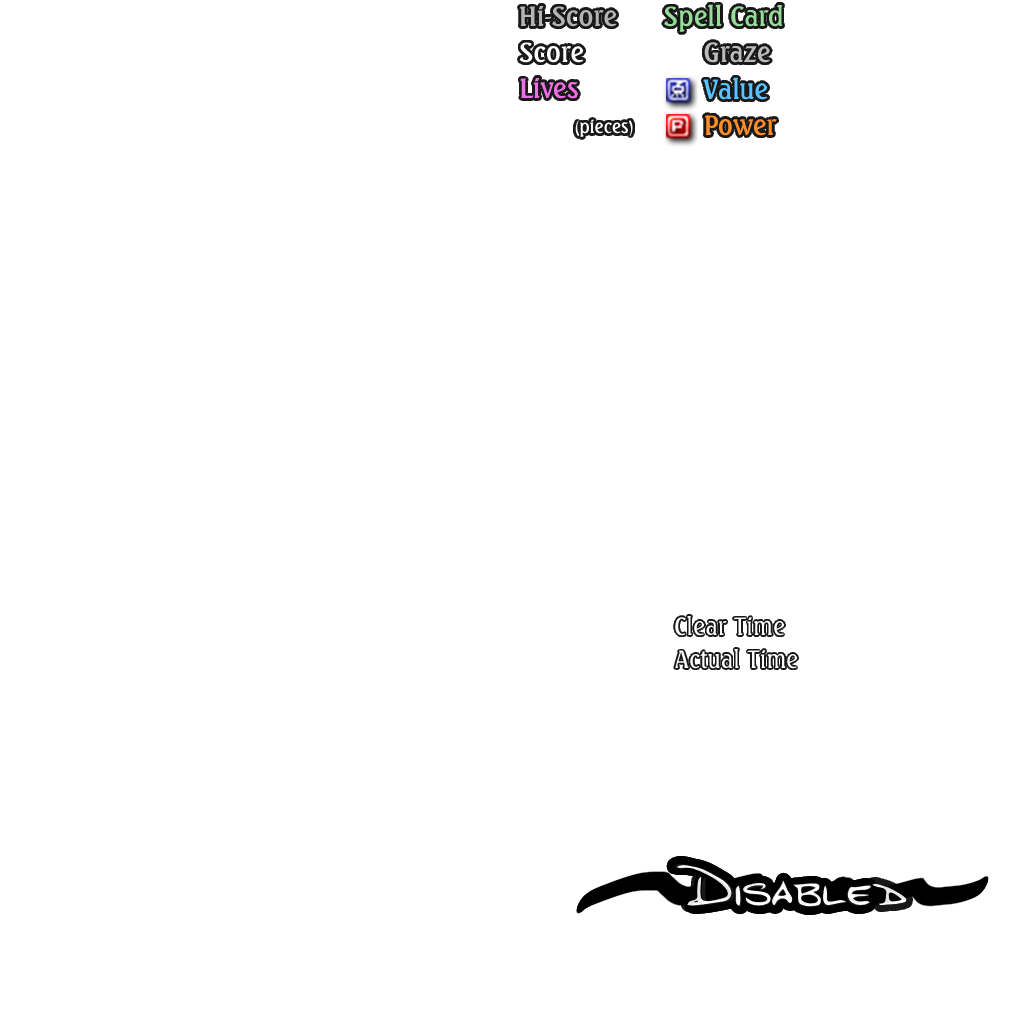 Hi-Score
Score
Lives
(pieces)
Spell Card
Graze
Value
P Power
Clear Time
Actual Time
Disabled